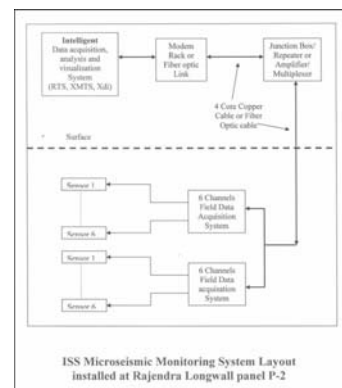 Intelligent
Data acquisition,
analysis and
visualization
System
(RTS, XMTS, Xdi)
Modem
Rack or
Fiber optic
Link
Junction Box/
Repeater or
Amplifier/
Multiplexer
4 Core Copper
Cable or Fiber
Optic cable
Surface
Sensor 1
Sensor 6
6 Channels
Field Data
Acquisition
System
Sensor 1
Sensor 6
6 Channels
Field Data
acquisition
System
ISS Microseismic Monitoring System Layout
installed at Rajendra Longwall panel P-2